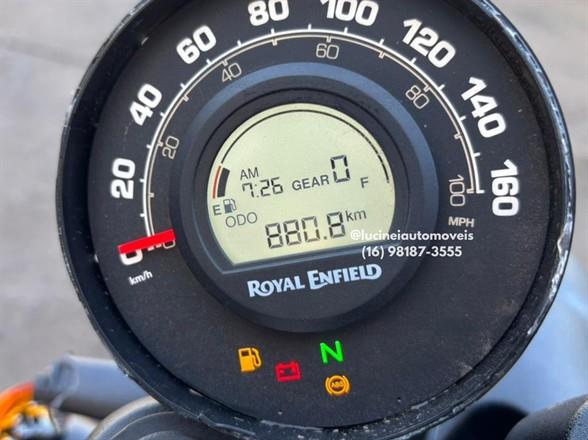 0 20 40 60 80 100 120 140 160
20 40 60 80 100
km/h
MPH
AM
7:26 GEAR 0
E F
ODO
880.8 km
@lucineiautomoveis
(16) 98187-3555
ROYAL ENFIELD
N
ABS